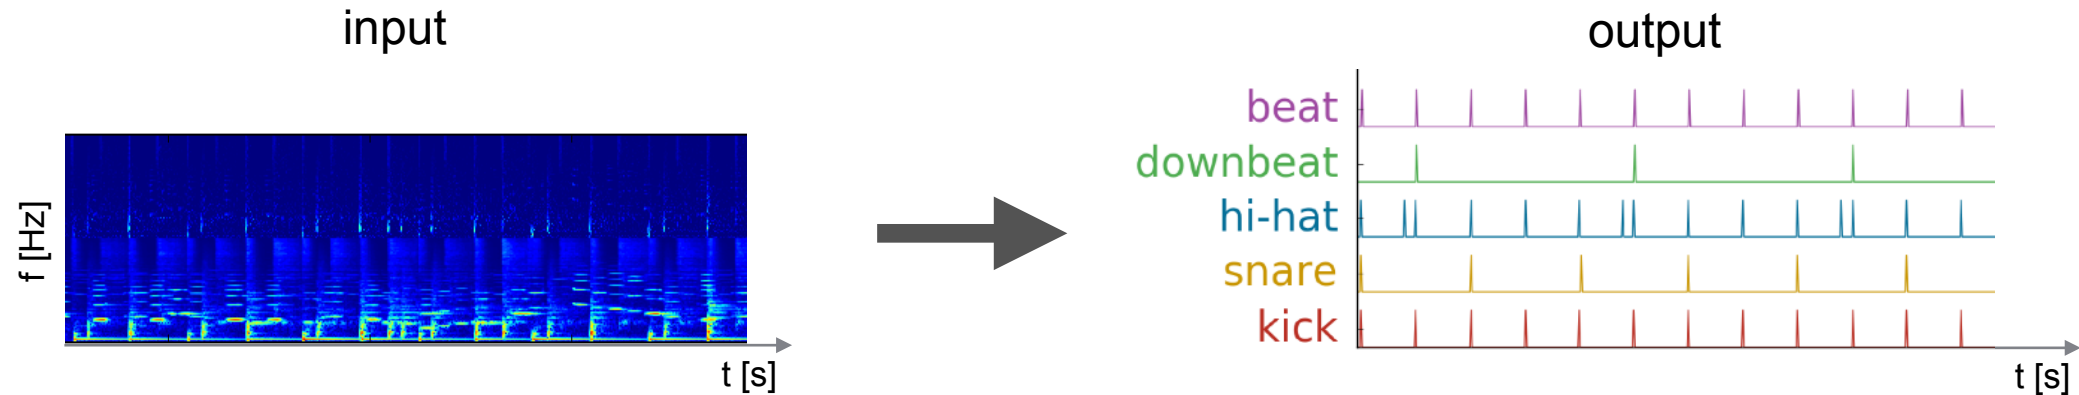 input
f [Hz]
t [s]
output
beat
downbeat
hi-hat
snare
kick
t [s]